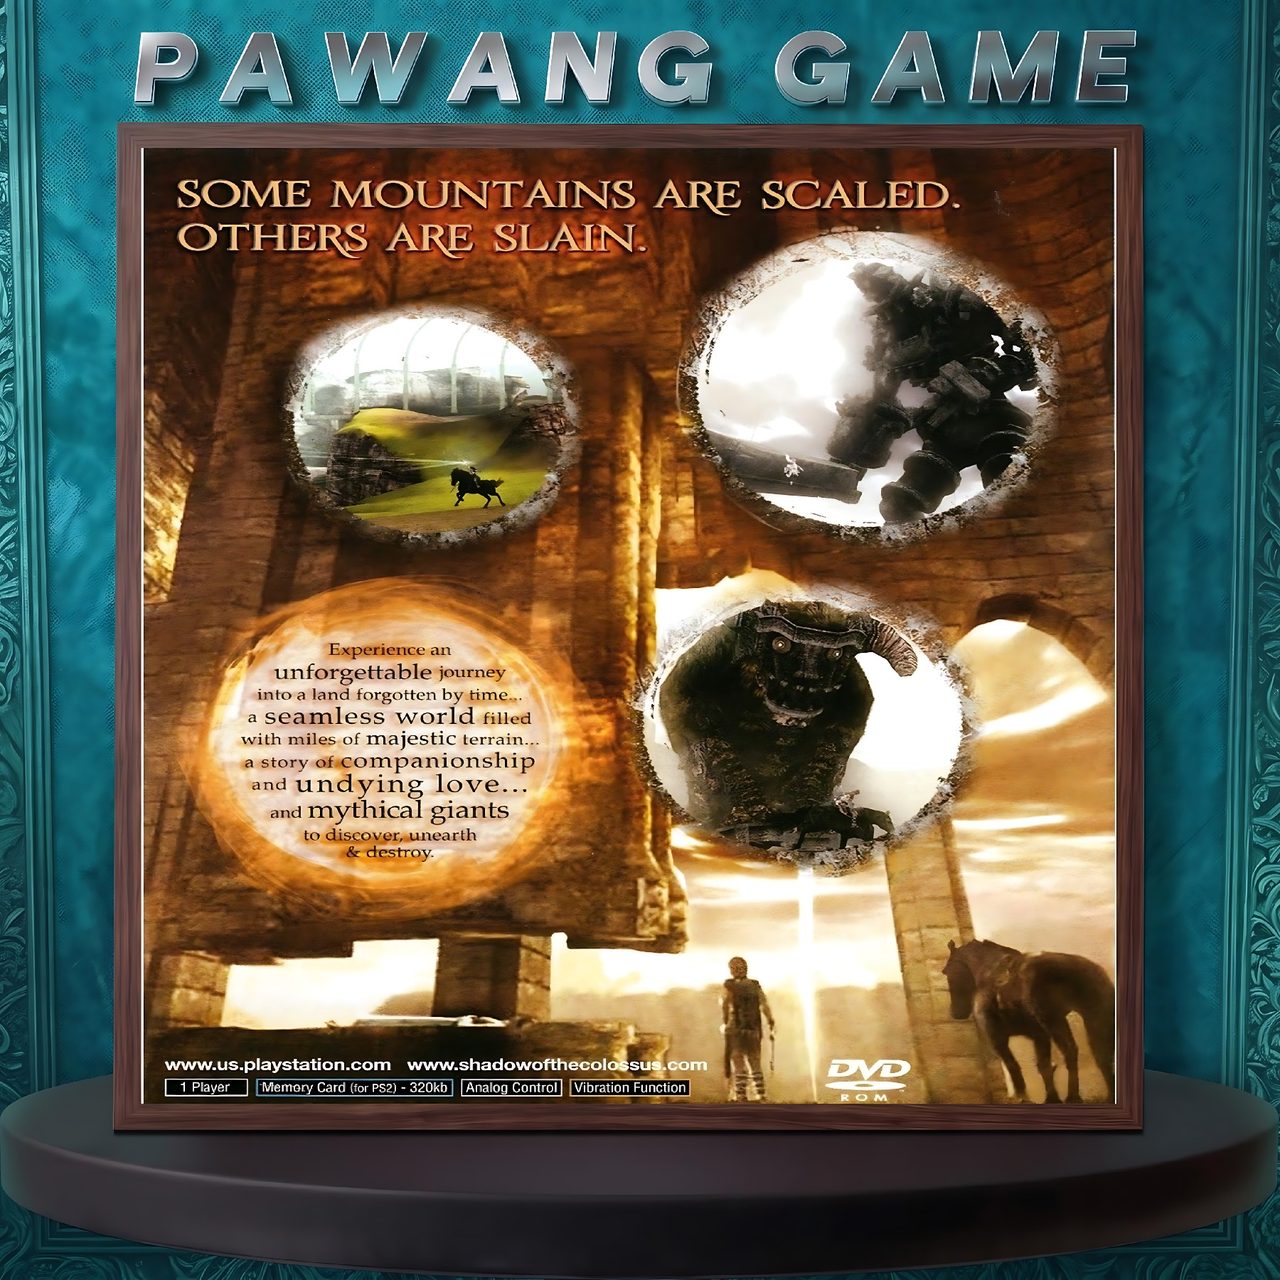 PAWANG GAME
SOME MOUNTAINS ARE SCALED.
OTHERS ARE SLAIN.
Experience an
unforgettable journey
into a land forgotten by time...
a seamless world filled
with miles of majestic terrain...
a story of companionship
and undying love...
and mythical giants
to discover, unearth
& destroy.
www.us.playstation.com www.shadowofthecolossus.com
1 Player Memory Card (for PS2) - 320kb Analog Control Vibration Function
DVD
ROM